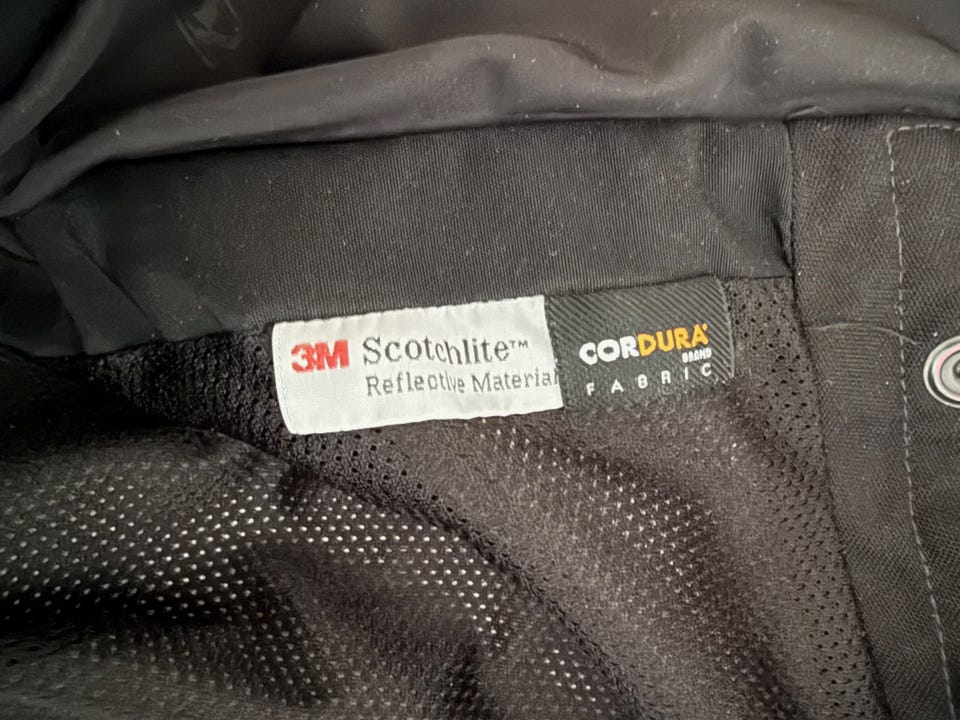 3M Scotchlite™
Reflective Material
CORDURA®
BRAND
FABRIC